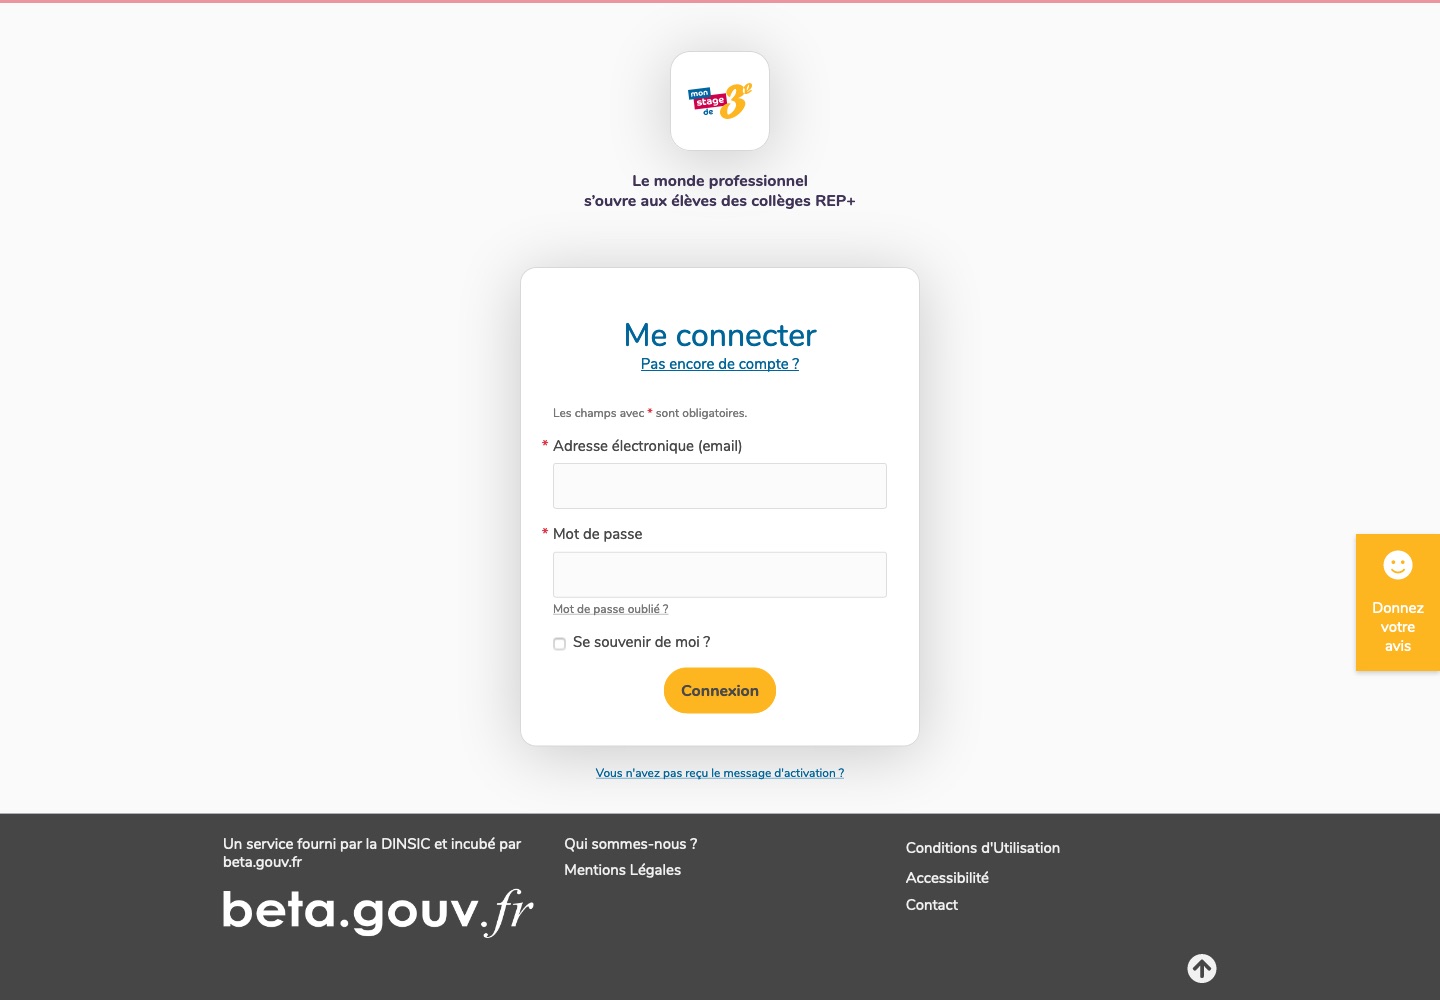 mon
stage
de
3e
Le monde professionnel
s'ouvre aux élèves des collèges REP+
Me connecter
Pas encore de compte ?
Les champs avec * sont obligatoires.
* Adresse électronique (email)
* Mot de passe
Mot de passe oublié ?
Se souvenir de moi ?
Connexion
Vous n'avez pas reçu le message d'activation ?
Donnez
votre
avis
Un service fourni par la DINSIC et incubé par
beta.gouv.fr
beta.gouv.fr
Qui sommes-nous ?
Mentions Légales
Conditions d'Utilisation
Accessibilité
Contact